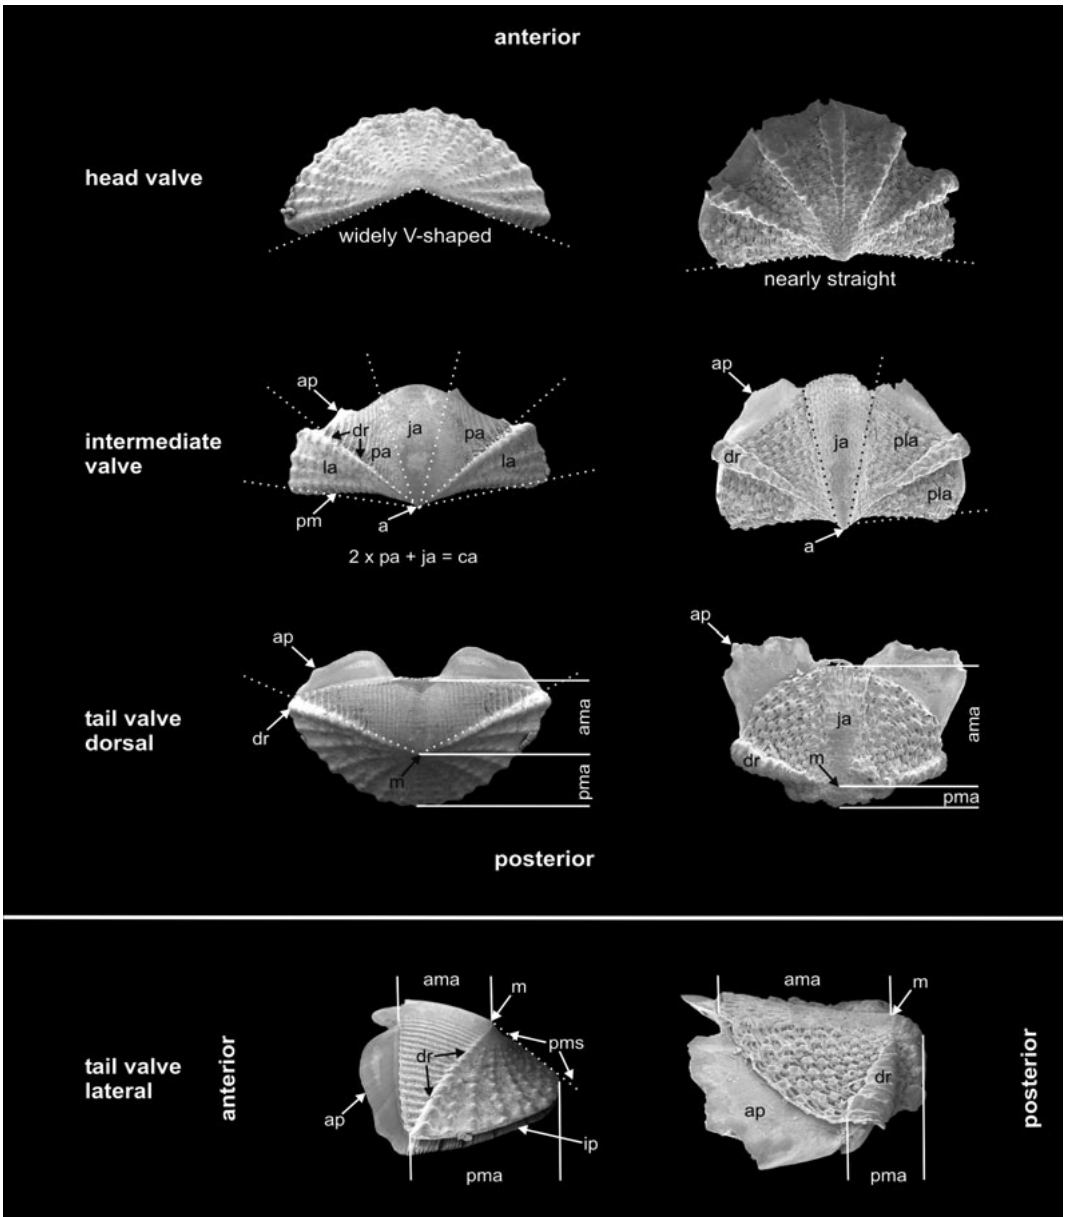 anterior
head valve
widely V-shaped
nearly straight
intermediate
valve
ap
dr
ja
pa
pa
la
la
pm
a
2 x pa + ja = ca
ap
ja
pla
dr
pla
a
tail valve
dorsal
ap
dr
m
ama
pma
ap
ja
dr
m
ama
pma
posterior
tail valve
lateral
anterior
ama
m
pms
dr
ap
ip
pma
ama
m
dr
ap
pma
posterior